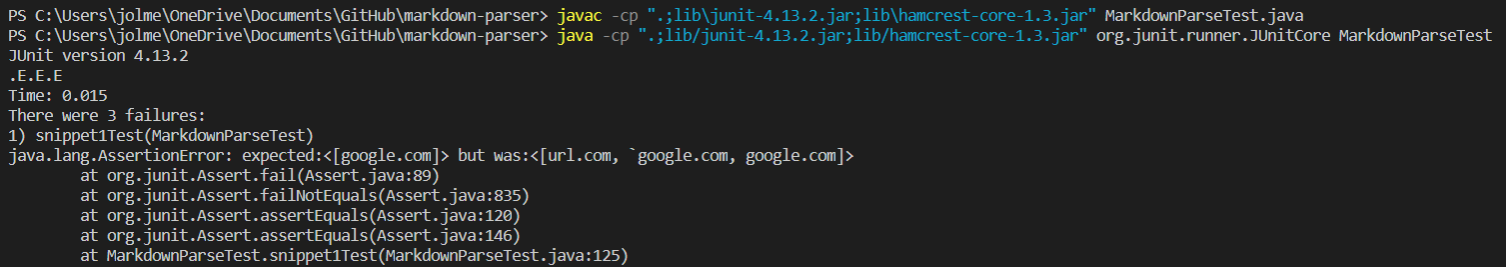 PS C:\Users\jolme\OneDrive\Documents\GitHub\markdown-parser> javac -cp ".;lib\junit-4.13.2.jar;lib\hamcrest-core-1.3.jar" MarkdownParseTest.java
PS C:\Users\jolme\OneDrive\Documents\GitHub\markdown-parser> java -cp ".;lib/junit-4.13.2.jar;lib/hamcrest-core-1.3.jar" org.junit.runner.JUnitCore MarkdownParseTest
JUnit version 4.13.2
.E.E.E
Time: 0.015
There were 3 failures:
1) snippet1Test(MarkdownParseTest)
java.lang.AssertionError: expected:<[google.com]> but was:<[url.com, `google.com, google.com]>
at org.junit.Assert.fail(Assert.java:89)
at org.junit.Assert.failNotEquals(Assert.java:835)
at org.junit.Assert.assertEquals(Assert.java:120)
at org.junit.Assert.assertEquals(Assert.java:146)
at MarkdownParseTest.snippet1Test(MarkdownParseTest.java:125)